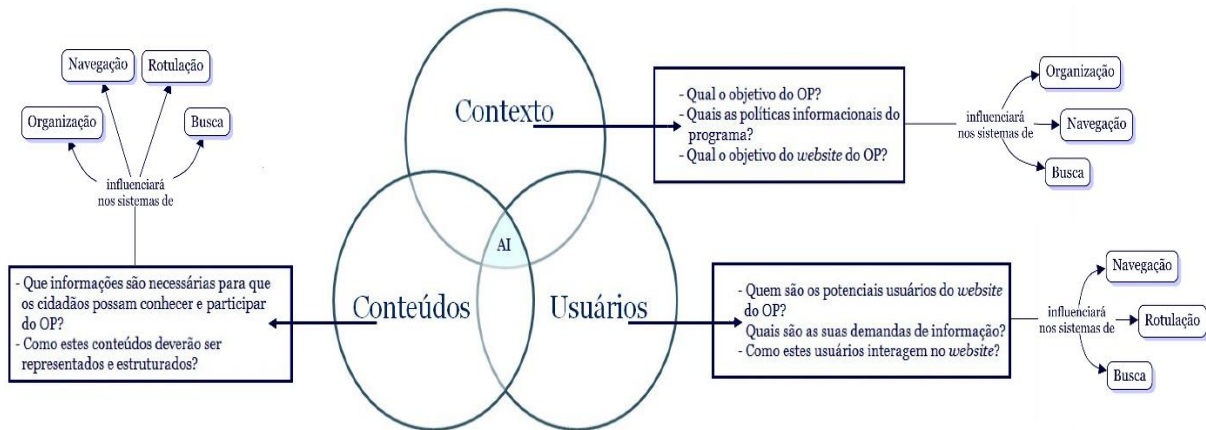 Navegação
Rotulação
Organização
Busca
influenciará
nos sistemas de
- Que informações são necessárias para que
os cidadãos possam conhecer e participar
do OP?
- Como estes conteúdos deverão ser
representados e estruturados?
Contexto
AI
Conteúdos
Usuários
- Qual o objetivo do OP?
- Quais as políticas informacionais do
programa?
- Qual o objetivo do website do OP?
influenciará
nos sistemas de
Organização
Navegação
Busca
- Quem são os potenciais usuários do website
do OP?
Quais são as suas demandas de informação?
- Como estes usuários interagem no website?
influenciará
nos sistemas de
Navegação
Rotulação
Busca